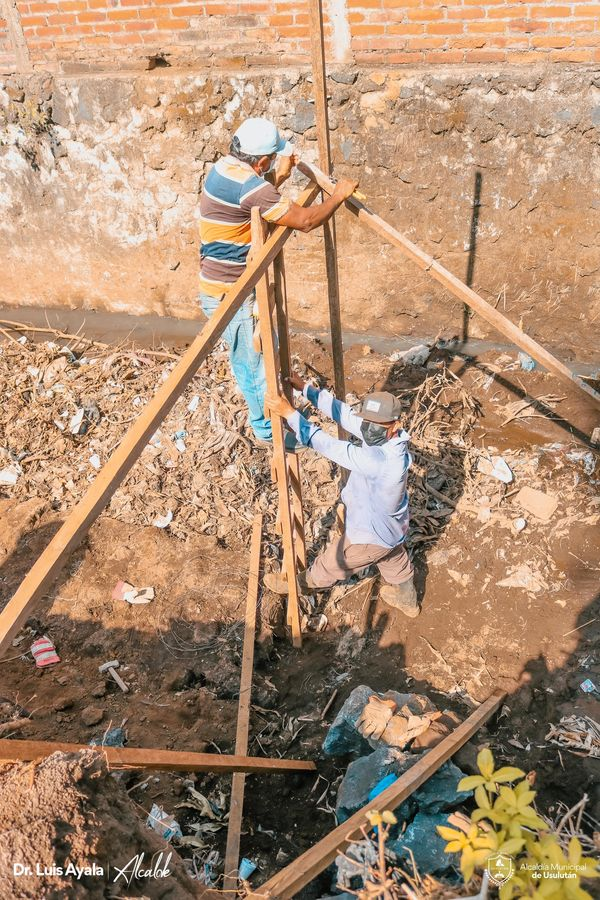 Dr. Luis Ayala | Alcalde
Alcaldía Municipal
de Usulután